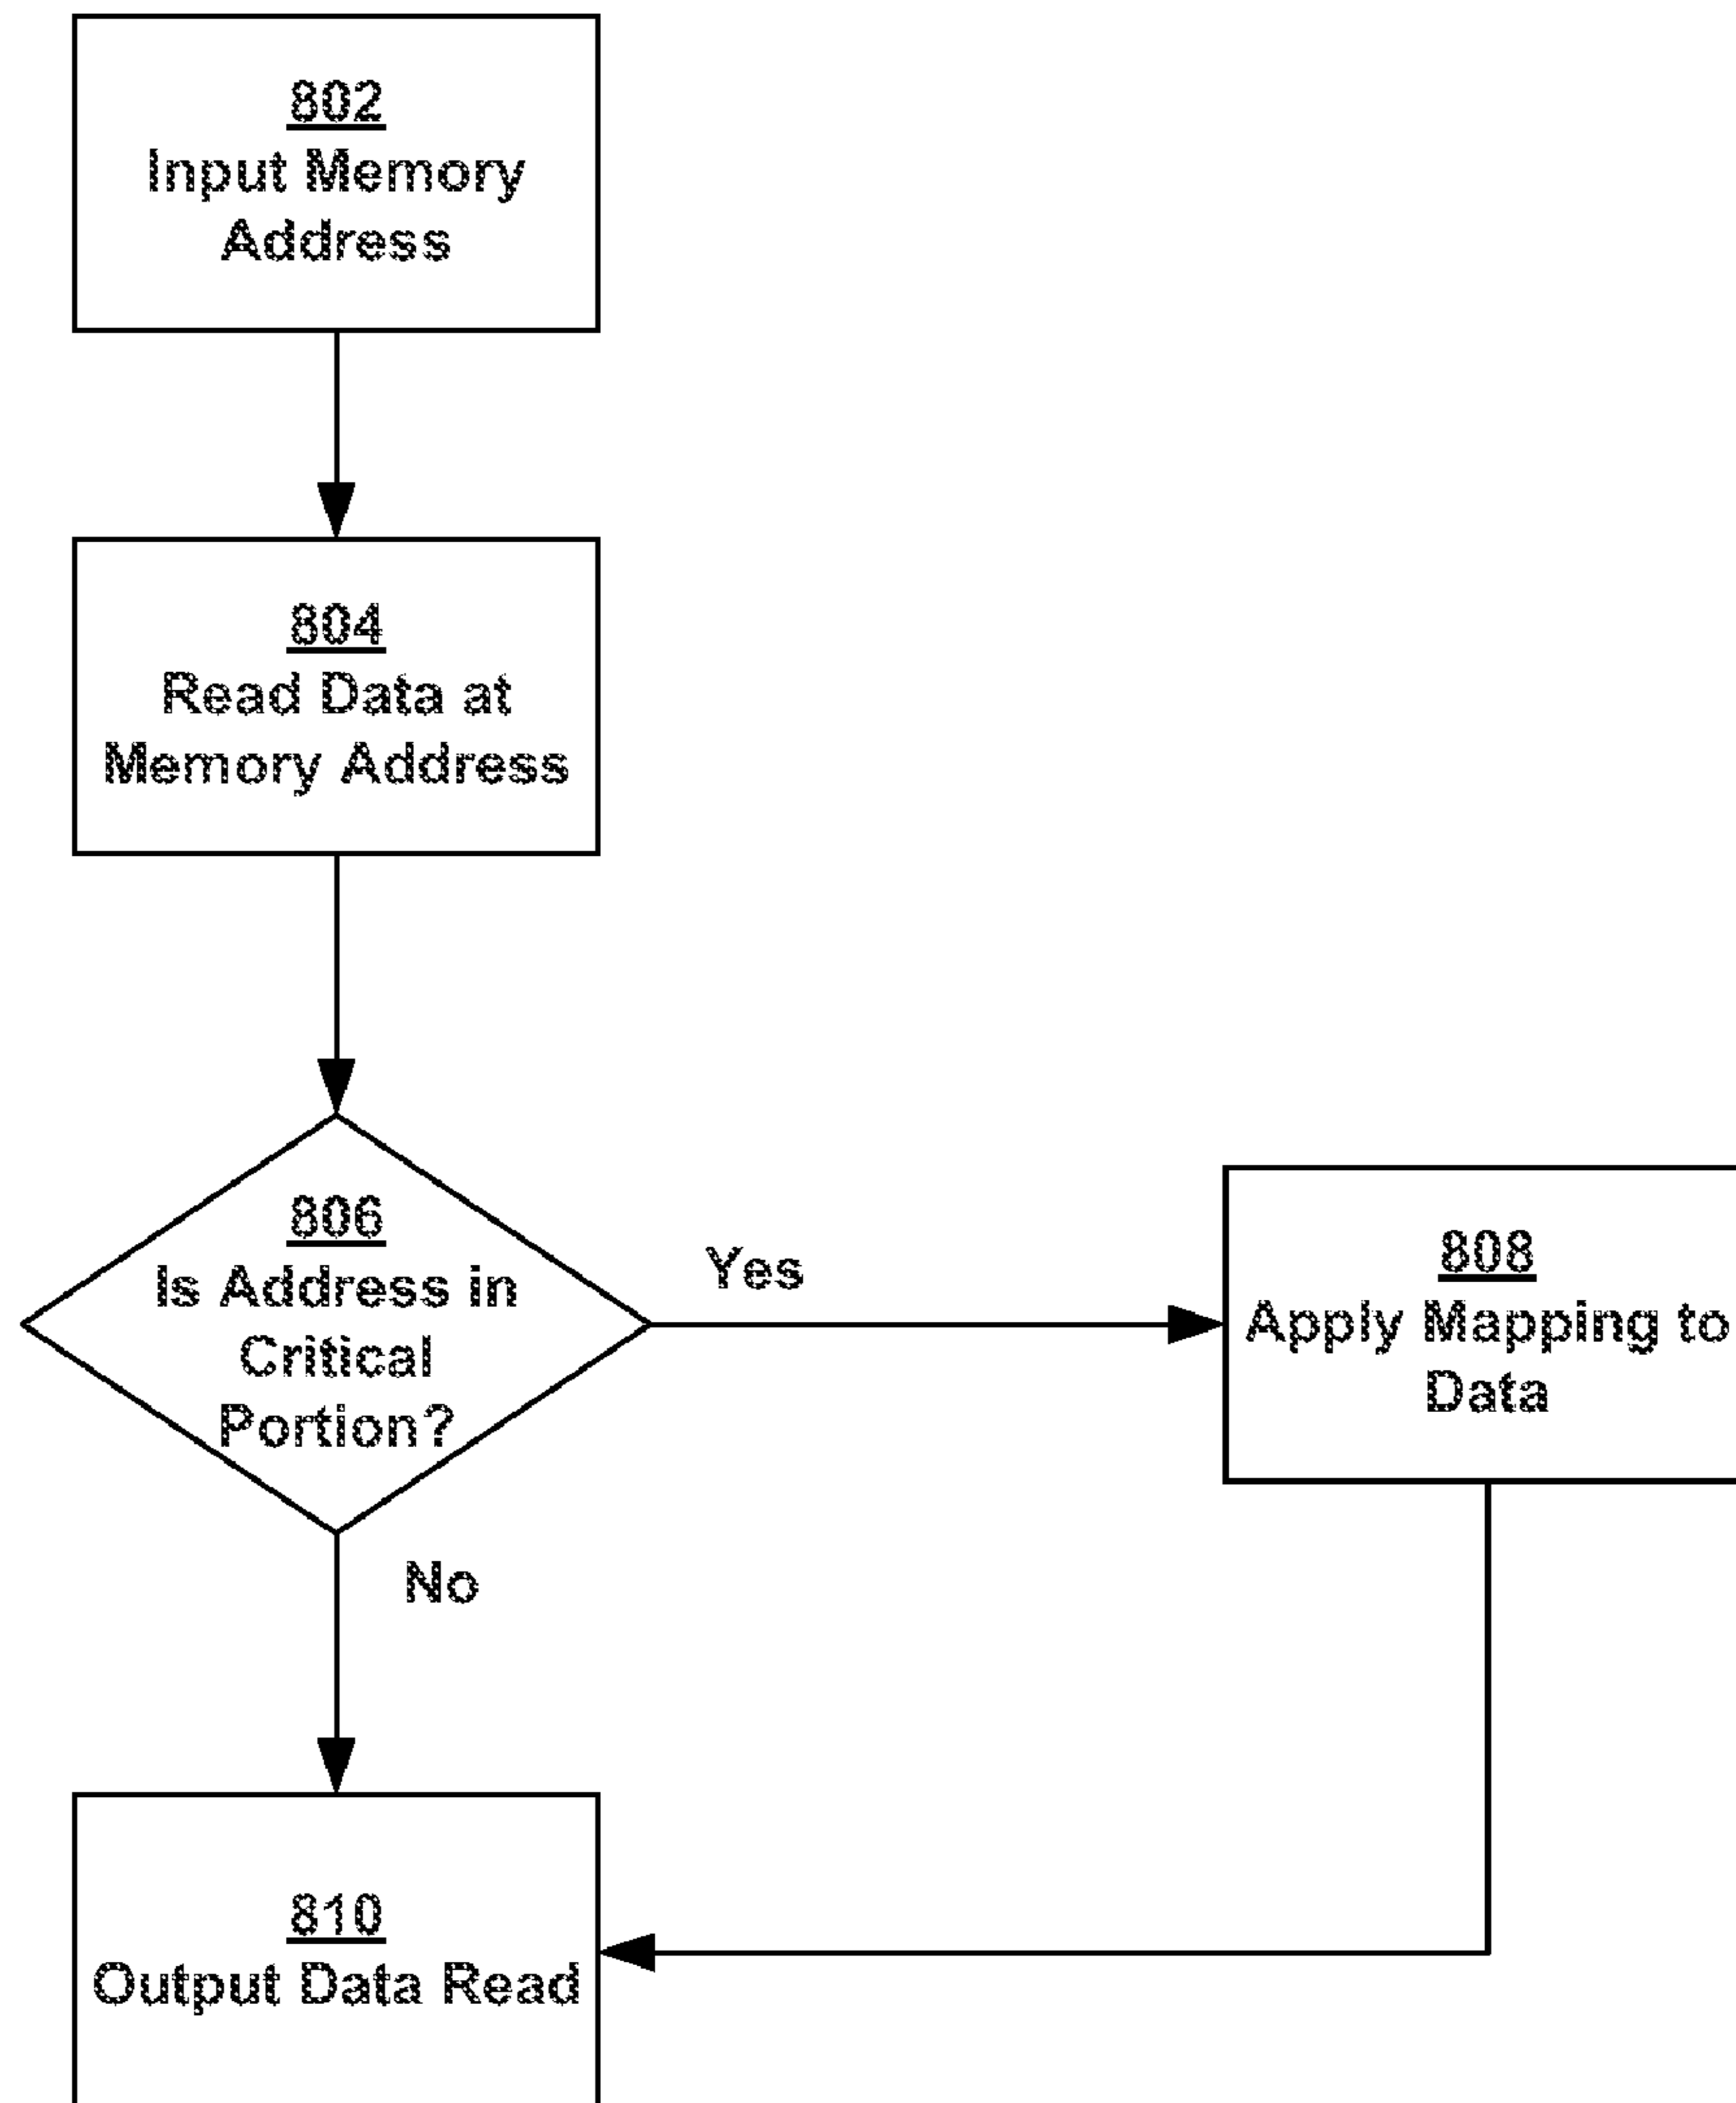 802
Input Memory
Address
804
Read Data at
Memory Address
806
Is Address in
Critical
Portion?
Yes
808
Apply Mapping to
Data
No
810
Output Data Read